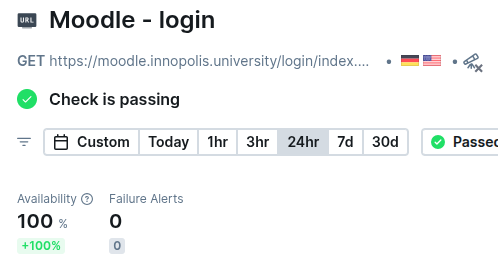 URL Moodle - login
GET https://moodle.innopolis.university/login/index.... • •
Check is passing
Custom Today 1hr 3hr 24hr 7d 30d Passed
Availability Failure Alerts
100 % 0
+100% 0